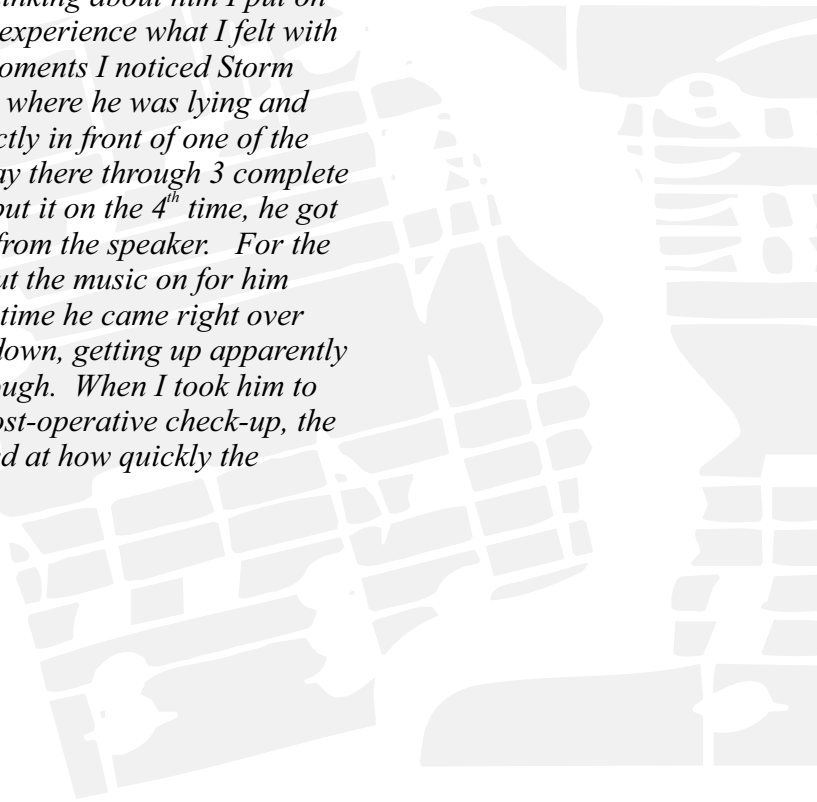 inking about him I put on
experience what I felt with
oments I noticed Storm
where he was lying and
ctly in front of one of the
ay there through 3 complete
put it on the 4th time, he got
from the speaker. For the
ut the music on for him
time he came right over
down, getting up apparently
ough. When I took him to
ost-operative check-up, the
ed at how quickly the